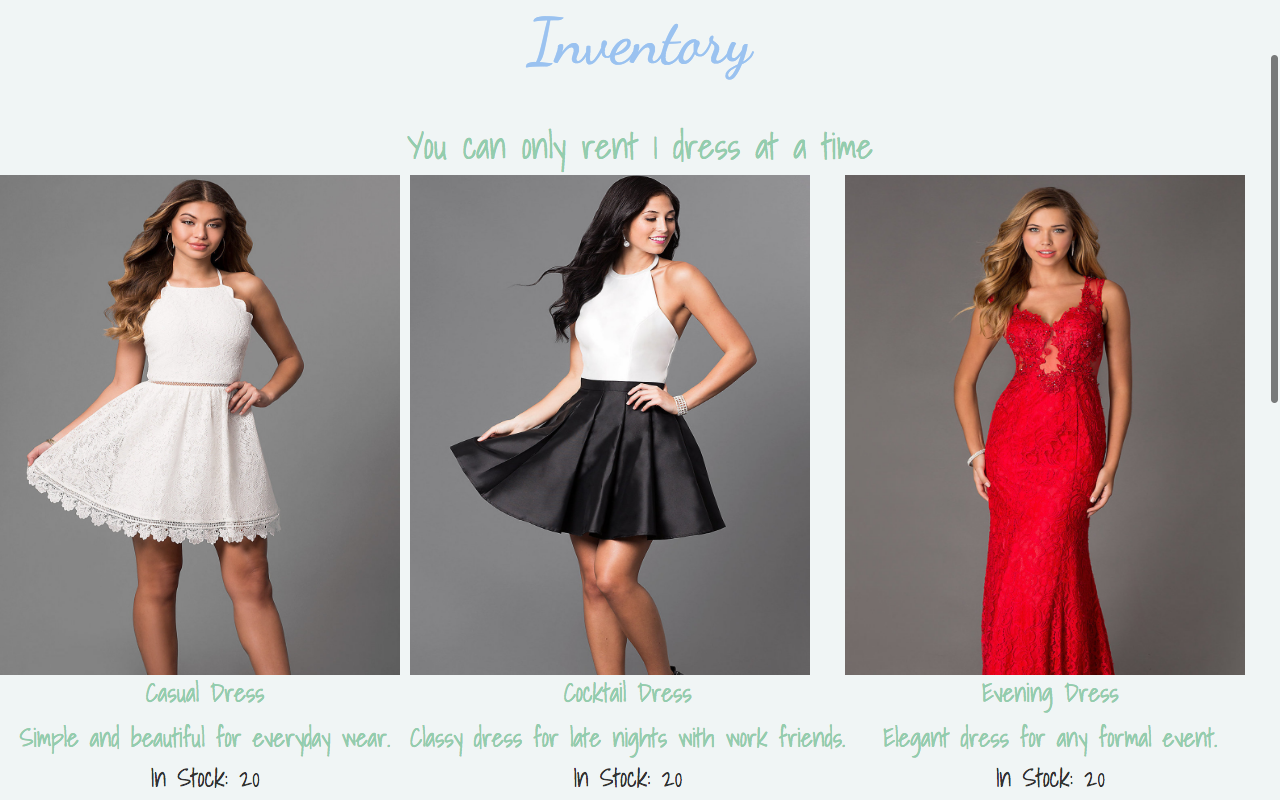 Inventory
You can only rent 1 dress at a time
Casual Dress
Simple and beautiful for everyday wear.
In Stock: 20
Cocktail Dress
Classy dress for late nights with work friends.
In Stock: 20
Evening Dress
Elegant dress for any formal event.
In Stock: 20